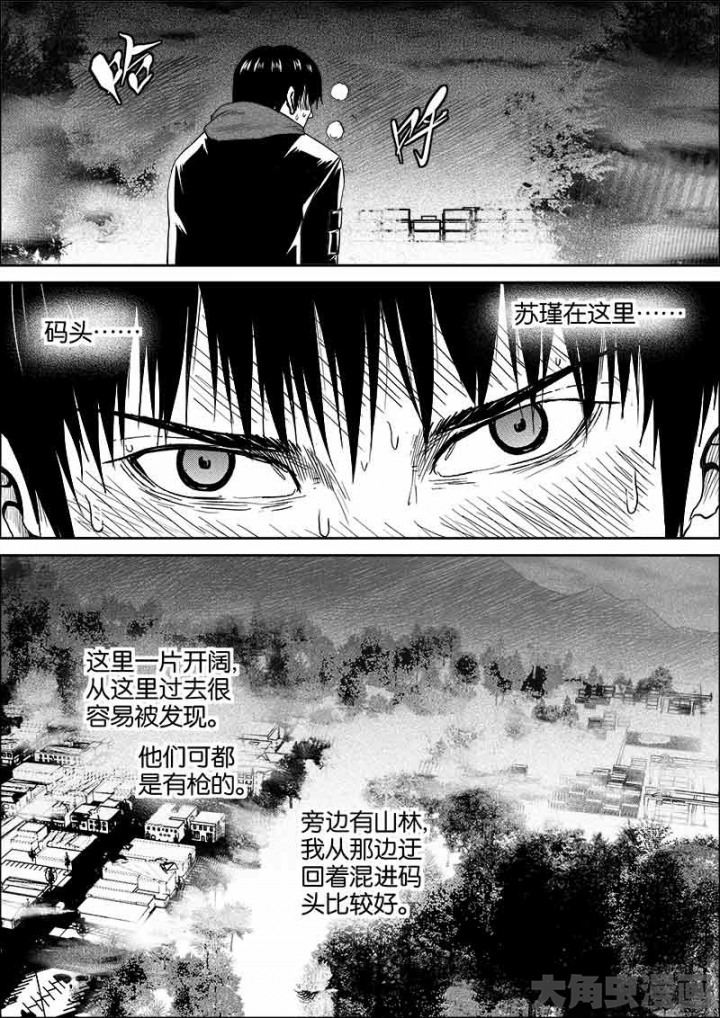 哈
呼
码头……
苏瑾在这里……
这里一片开阔,
从这里过去很
容易被发现。
他们可都
是有枪的。
旁边有山林,
我从那边迂
回着混进码
头比较好。
大角虫漫画